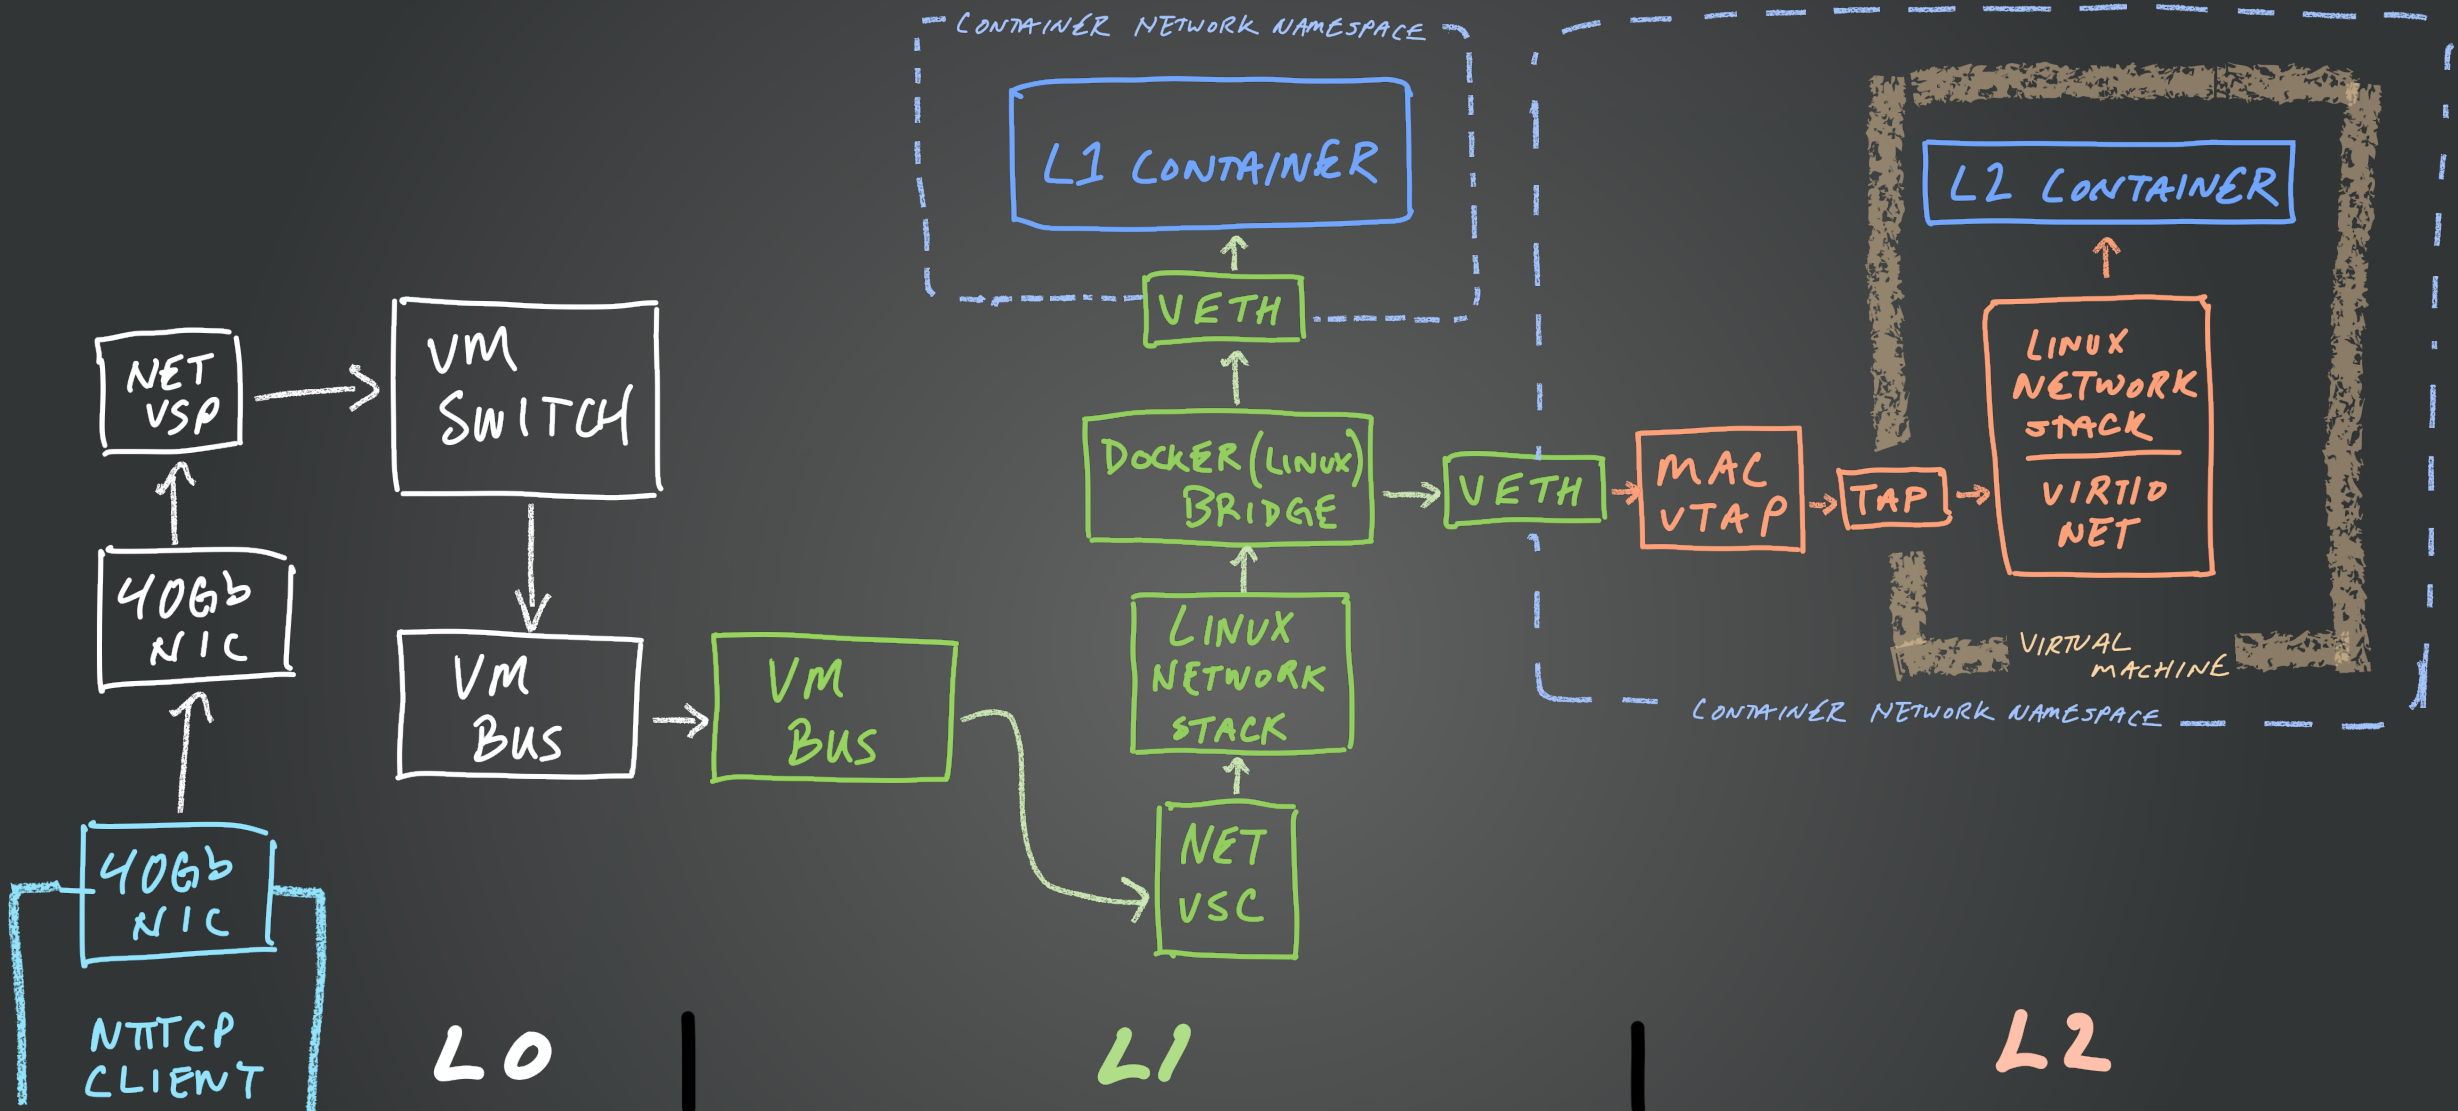 CONTAINER NETWORK NAMESPACE
L1 CONTAINER
VETH
L2 CONTAINER
NET
VSP
VM
SWITCH
DOCKER (LINUX)
BRIDGE
VETH
MAC
VTAP
TAP
LINUX
NETWORK
STACK
VIRTIO
NET
40Gb
NIC
VM
BUS
VM
BUS
LINUX
NETWORK
STACK
VIRTUAL
MACHINE
CONTAINER NETWORK NAMESPACE
40Gb
NIC
NET
VSC
NTTTCP
CLIENT
L0
L1
L2